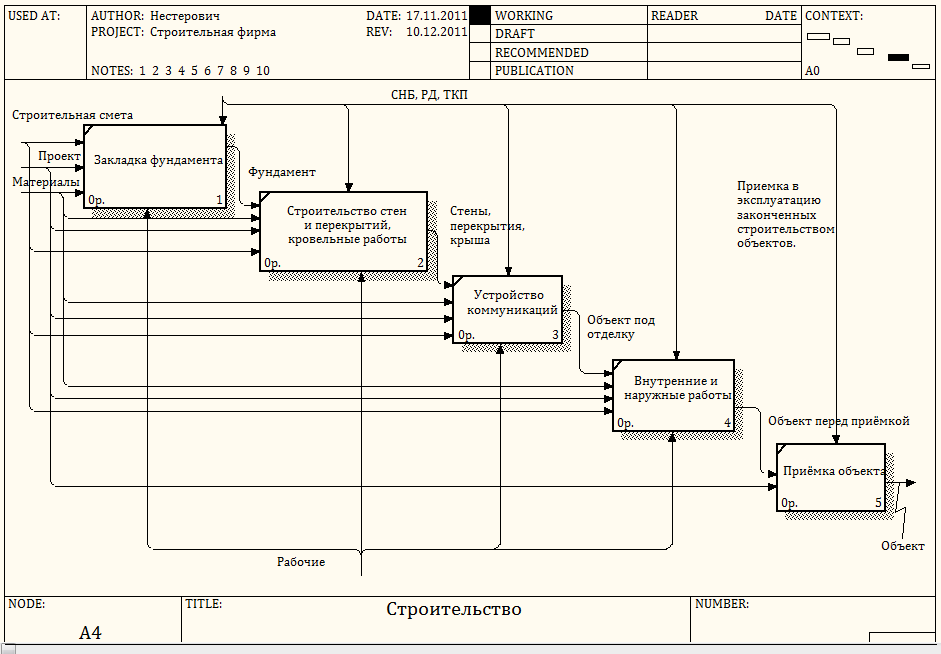 USED AT:
AUTHOR: Нестерович
DATE: 17.11.2011
PROJECT: Строительная фирма
REV: 10.12.2011
NOTES: 1 2 3 4 5 6 7 8 9 10
WORKING
DRAFT
RECOMMENDED
PUBLICATION
READER
DATE
CONTEXT:
A0
СНБ, РД, ТКП
Строительная смета
Проект
Материалы
Закладка фундамента
0р.
1
Фундамент
Строительство стен
и перекрытий,
кровельные работы
0р.
2
Стены,
перекрытия,
крыша
Приемка в
эксплуатацию
законченных
строительством
объектов.
Устройство
коммуникаций
0р.
3
Объект под
отделку
Внутренние и
наружные работы
0р.
4
Объект перед приёмкой
Приёмка объекта
0р.
5
Объект
Рабочие
NODE:
A4
TITLE:
Строительство
NUMBER: